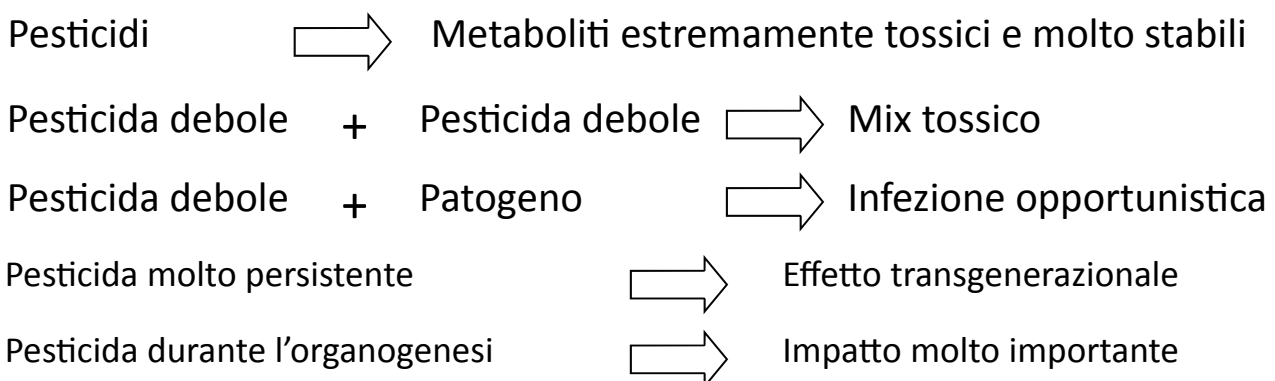 Pesticidi Metaboliti estremamente tossici e molto stabili
Pesticida debole + Pesticida debole Mix tossico
Pesticida debole + Patogeno Infezione opportunistica
Pesticida molto persistente Effetto transgenerazionale
Pesticida durante l'organogenesi Impatto molto importante